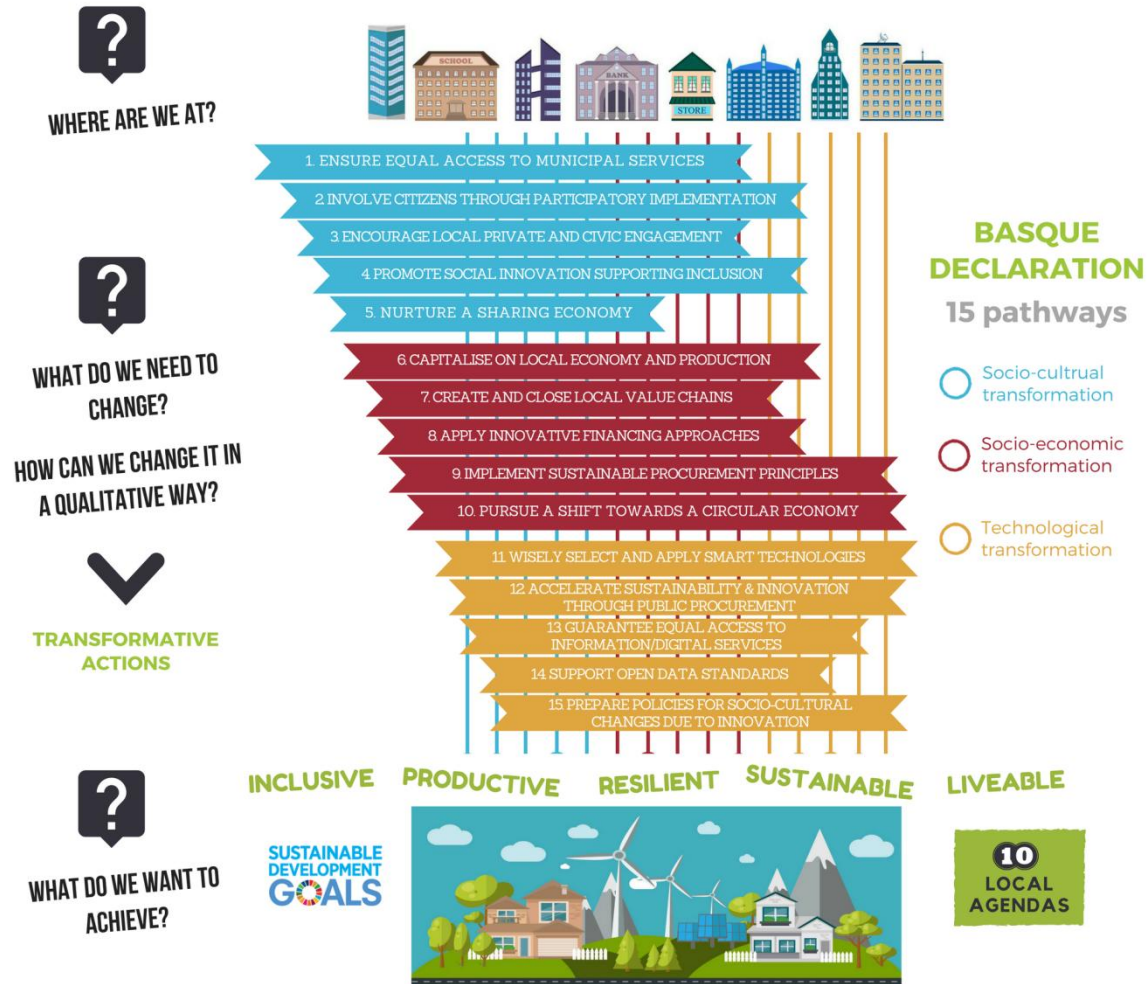 ?
WHERE ARE WE AT?
SCHOOL
BANK
STORE
1. ENSURE EQUAL ACCESS TO MUNICIPAL SERVICES
2. INVOLVE CITIZENS THROUGH PARTICIPATORY IMPLEMENTATION
3. ENCOURAGE LOCAL PRIVATE AND CIVIC ENGAGEMENT
4. PROMOTE SOCIAL INNOVATION SUPPORTING INCLUSION
5. NURTURE A SHARING ECONOMY
6. CAPITALISE ON LOCAL ECONOMY AND PRODUCTION
7. CREATE AND CLOSE LOCAL VALUE CHAINS
8. APPLY INNOVATIVE FINANCING APPROACHES
9. IMPLEMENT SUSTAINABLE PROCUREMENT PRINCIPLES
10. PURSUE A SHIFT TOWARDS A CIRCULAR ECONOMY
11. WISELY SELECT AND APPLY SMART TECHNOLOGIES
12. ACCELERATE SUSTAINABILITY & INNOVATION
THROUGH PUBLIC PROCUREMENT
13. GUARANTEE EQUAL ACCESS TO
INFORMATION/DIGITAL SERVICES
14. SUPPORT OPEN DATA STANDARDS
15. PREPARE POLICIES FOR SOCIO-CULTURAL
CHANGES DUE TO INNOVATION
BASQUE
DECLARATION
15 pathways
Socio-cultrual
transformation
Socio-economic
transformation
Technological
transformation
?
WHAT DO WE NEED TO
CHANGE?
HOW CAN WE CHANGE IT IN
A QUALITATIVE WAY?
TRANSFORMATIVE
ACTIONS
INCLUSIVE PRODUCTIVE RESILIENT SUSTAINABLE LIVEABLE
?
WHAT DO WE WANT TO
ACHIEVE?
SUSTAINABLE
DEVELOPMENT
GOALS
10
LOCAL
AGENDAS